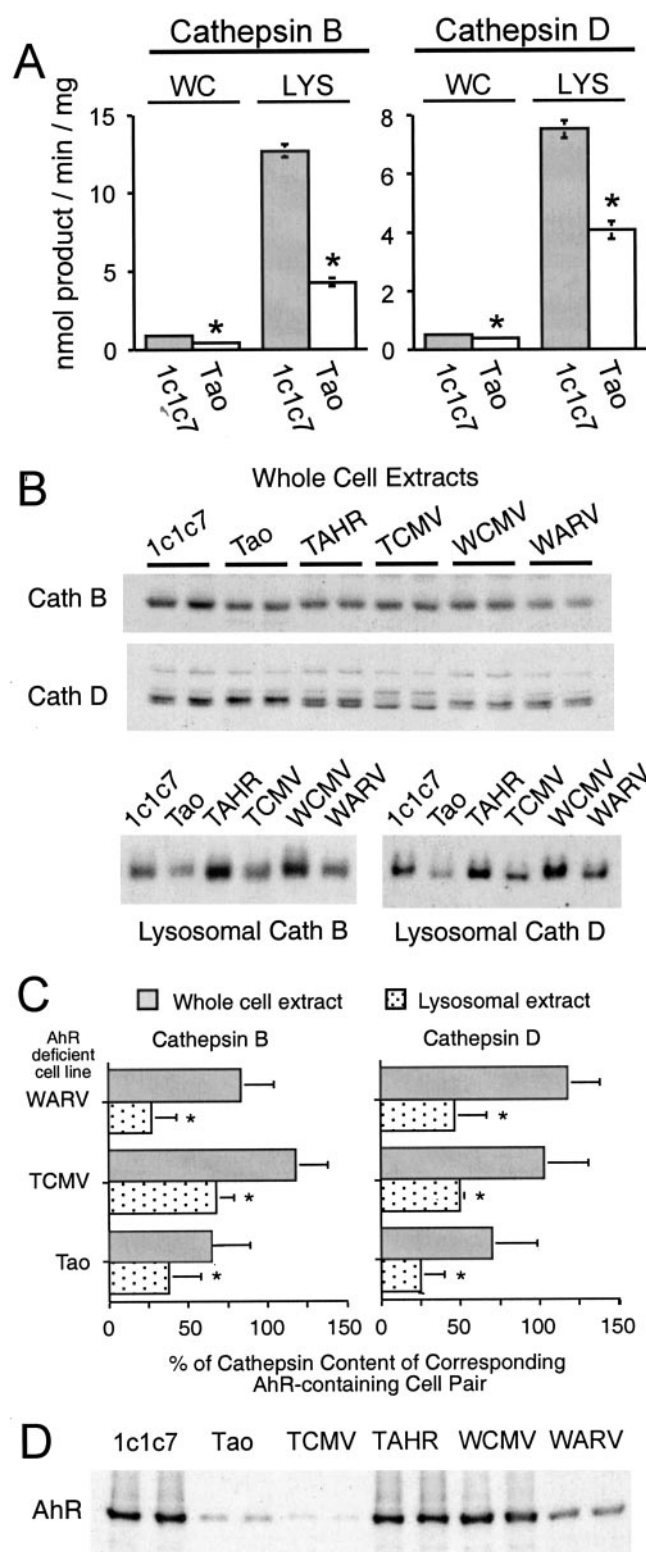 A
Cathepsin B
Cathepsin D
WC
LYS
WC
LYS
nmol product / min / mg
15
10
5
0
8
6
4
2
0
*
*
*
*
1c1c7
Tao
1c1c7
Tao
1c1c7
Tao
1c1c7
Tao
B
Whole Cell Extracts
1c1c7
Tao
TAHR
TCMV
WCMV
WARV
Cath B
Cath D
1c1c7
Tao
TAHR
TCMV
WCMV
WARV
1c1c7
Tao
TAHR
TCMV
WCMV
WARV
Lysosomal Cath B
Lysosomal Cath D
C
Whole cell extract
Lysosomal extract
AhR
deficient
cell line
Cathepsin B
Cathepsin D
WARV
TCMV
Tao
*
*
*
*
*
*
0
50
100
150
0
50
100
150
% of Cathepsin Content of Corresponding
AhR-containing Cell Pair
D
1c1c7 Tao TCMV TAHR WCMV WARV
AhR